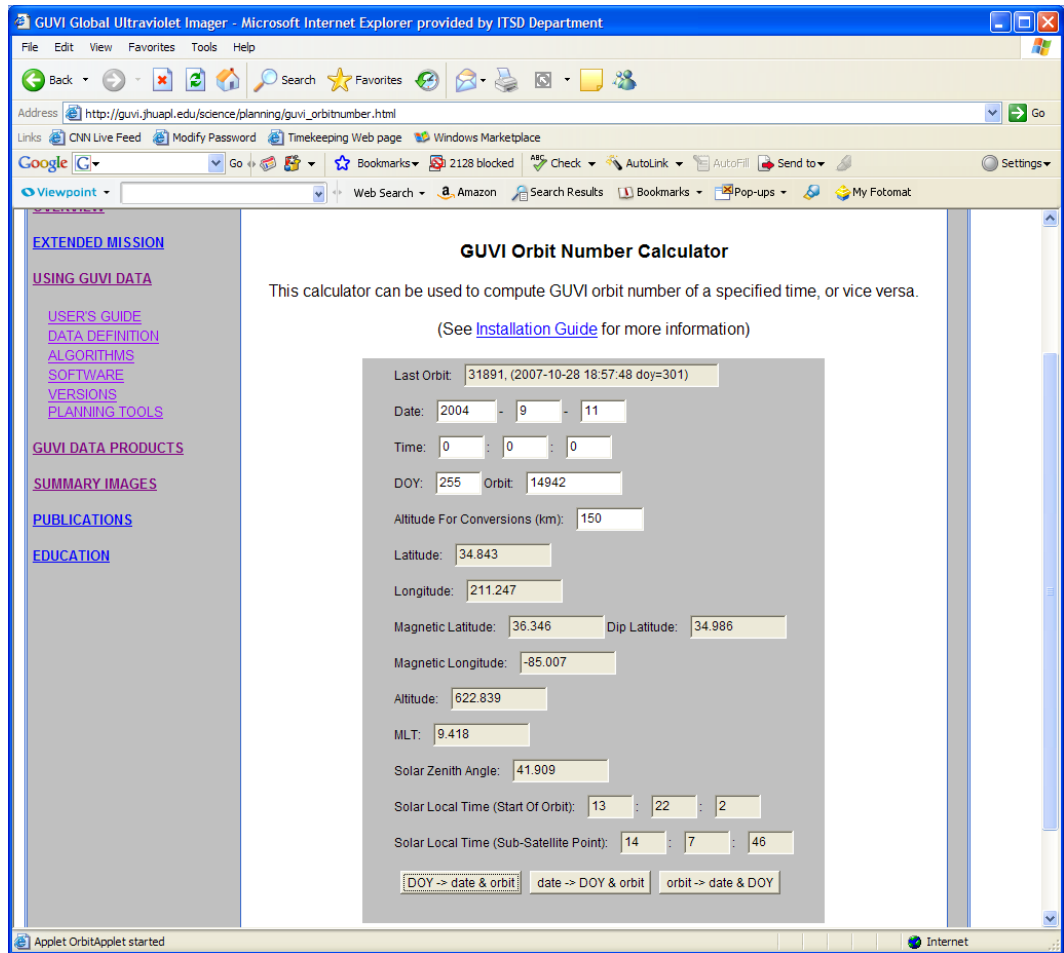 GUVI Global Ultraviolet Imager - Microsoft Internet Explorer provided by ITSD Department
File Edit View Favorites Tools Help
Back Search Favorites
Address http://guvi.jhuapl.edu/science/planning/guvi_orbitnumber.html Go
Links CNN Live Feed Modify Password Timekeeping Web page Windows Marketplace
Google G Go Bookmarks 2128 blocked ABC Check AutoLink AutoFill Send to Settings
Viewpoint Web Search Amazon Search Results Bookmarks Pop-ups My Fotomat
OVERVIEW
EXTENDED MISSION
USING GUVI DATA
USER'S GUIDE
DATA DEFINITION
ALGORITHMS
SOFTWARE
VERSIONS
PLANNING TOOLS
GUVI DATA PRODUCTS
SUMMARY IMAGES
PUBLICATIONS
EDUCATION
GUVI Orbit Number Calculator
This calculator can be used to compute GUVI orbit number of a specified time, or vice versa.
(See Installation Guide for more information)
Last Orbit: 31891, (2007-10-28 18:57:48 doy=301)
Date: 2004 - 9 - 11
Time: 0 : 0 : 0
DOY: 255 Orbit: 14942
Altitude For Conversions (km): 150
Latitude: 34.843
Longitude: 211.247
Magnetic Latitude: 36.346 Dip Latitude: 34.986
Magnetic Longitude: -85.007
Altitude: 622.839
MLT: 9.418
Solar Zenith Angle: 41.909
Solar Local Time (Start Of Orbit): 13 : 22 : 2
Solar Local Time (Sub-Satellite Point): 14 : 7 : 46
DOY -> date & orbit date -> DOY & orbit orbit -> date & DOY
Applet OrbitApplet started Internet